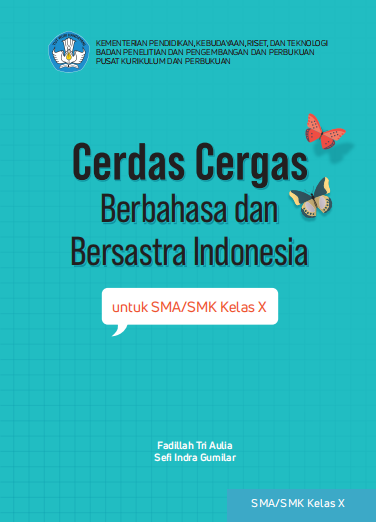 KEMENTERIAN PENDIDIKAN, KEBUDAYAAN, RISET, DAN TEKNOLOGI
BADAN PENELITIAN DAN PENGEMBANGAN DAN PERBUKUAN
PUSAT KURIKULUM DAN PERBUKUAN
Cerdas Cergas
Berbahasa dan
Bersastra Indonesia
untuk SMA/SMK Kelas X
Fadillah Tri Aulia
Sefi Indra Gumilar
SMA/SMK Kelas X